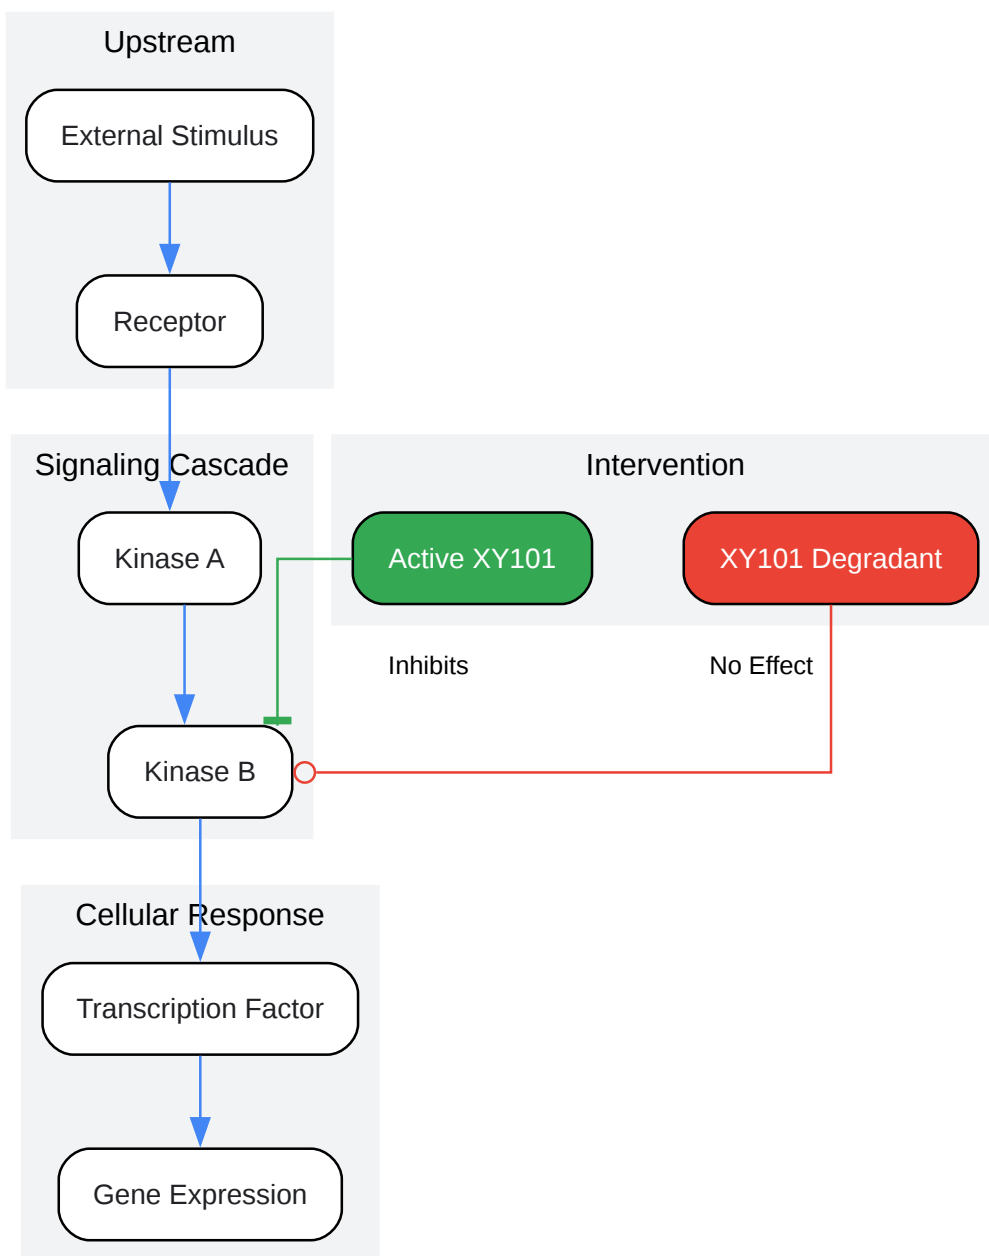 Upstream
External Stimulus
Receptor
Signaling Cascade
Intervention
Kinase A
Active XY101
XY101 Degradant
Inhibits
No Effect
Kinase B
Cellular Response
Transcription Factor
Gene Expression